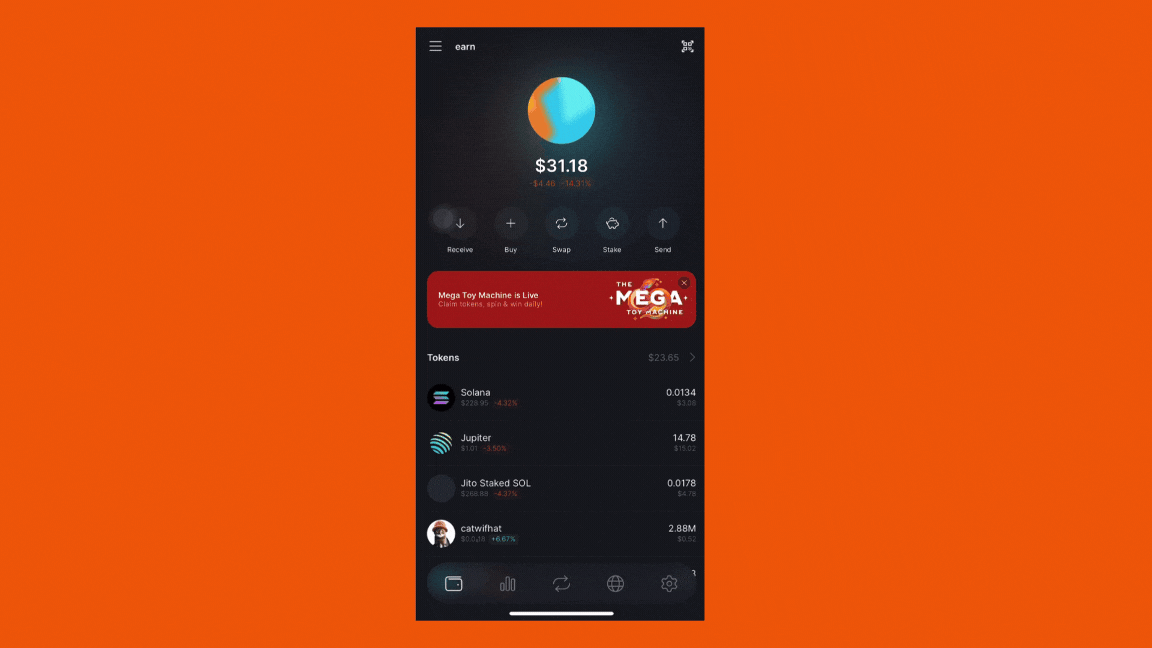 earn
$31.18
-$4.46 -14.31%
Receive
Buy
Swap
Stake
Send
Mega Toy Machine is Live
Claim tokens, spin & win daily!
THE
MEGA
TOY MACHINE
Tokens
$23.65
Solana
0.0134
$228.95 -4.32%
$3.08
Jupiter
14.78
$1.01 -3.50%
$15.02
Jito Staked SOL
0.0178
$268.88 -4.37%
$4.78
catwifhat
2.88M
+6.67%
$0.52
3